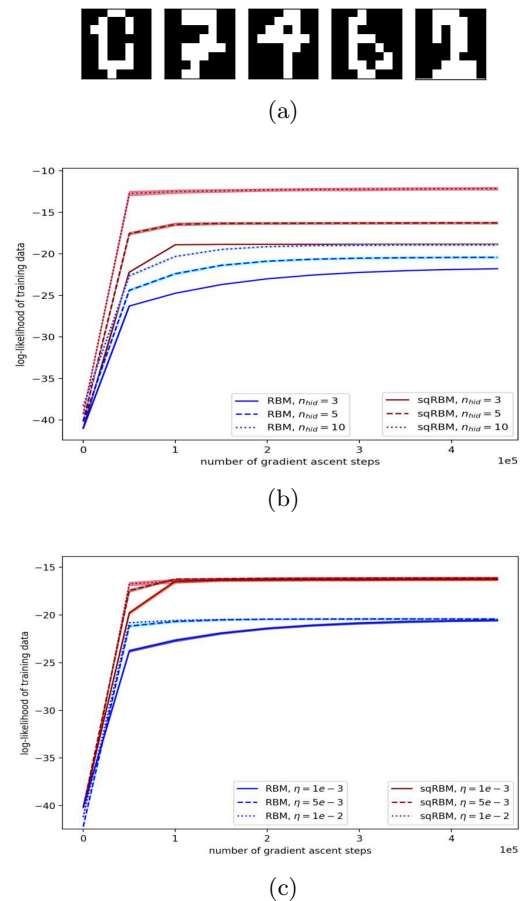 (a)
−10
−15
−20
−25
−30
−35
−40
log-likelihood of training data
RBM, n_hid = 3
RBM, n_hid = 5
RBM, n_hid = 10
sqRBM, n_hid = 3
sqRBM, n_hid = 5
sqRBM, n_hid = 10
0 1 2 3 4
1e5
number of gradient ascent steps
(b)
−15
−20
−25
−30
−35
−40
log-likelihood of training data
RBM, η = 1e − 3
RBM, η = 5e − 3
RBM, η = 1e − 2
sqRBM, η = 1e − 3
sqRBM, η = 5e − 3
sqRBM, η = 1e − 2
0 1 2 3 4
1e5
number of gradient ascent steps
(c)